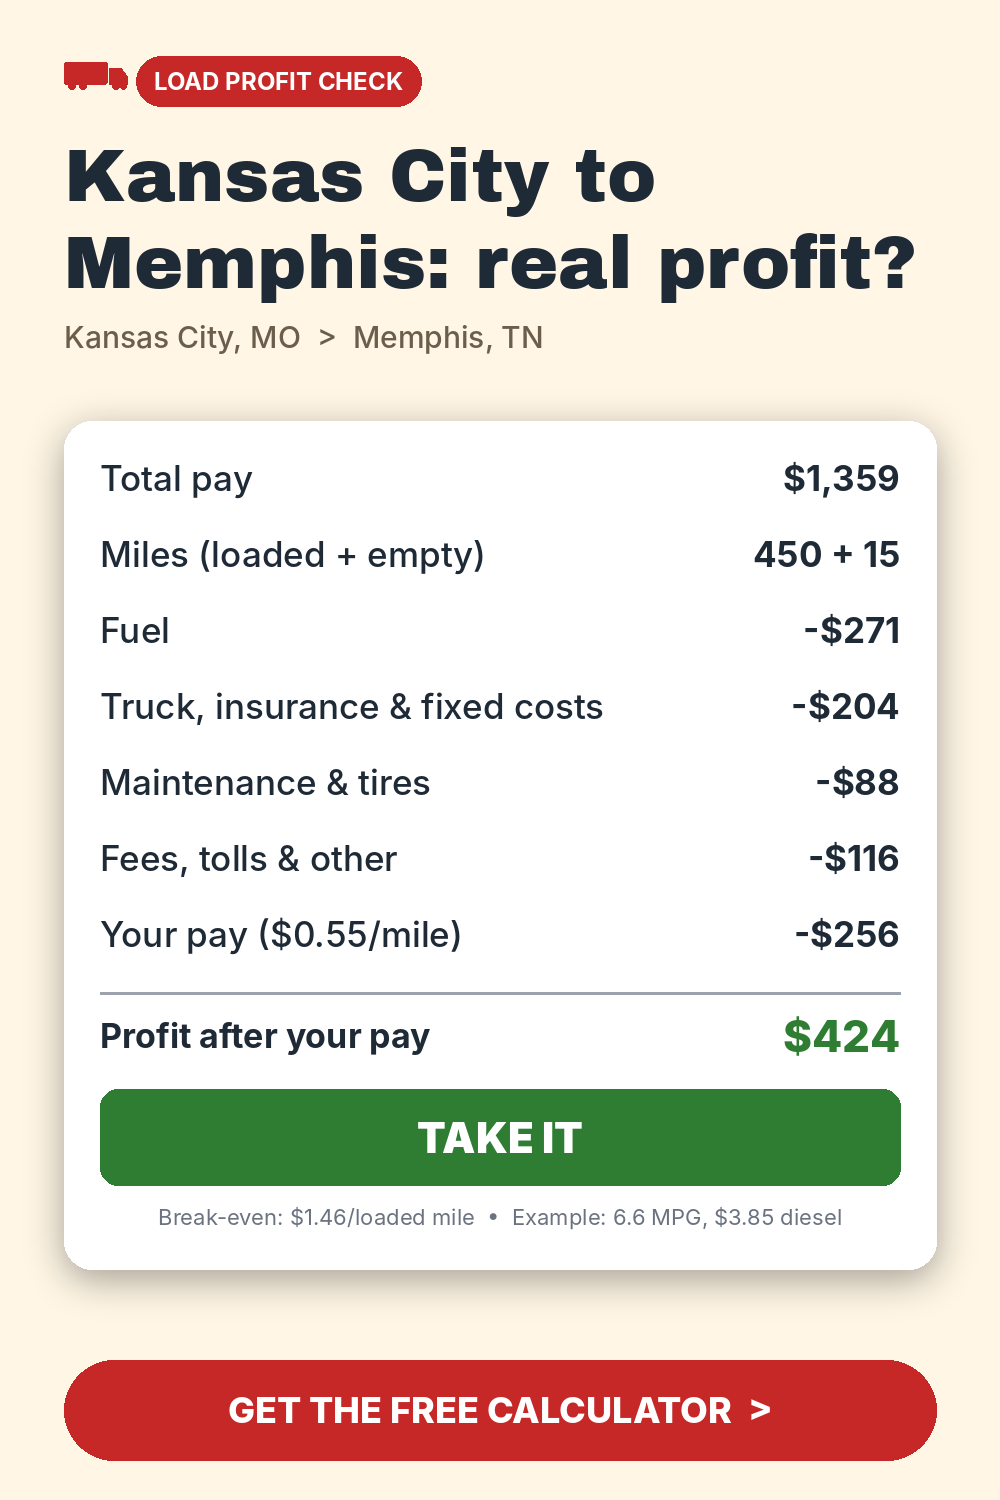 LOAD PROFIT CHECK
Kansas City to
Memphis: real profit?
Kansas City, MO > Memphis, TN
Total pay $1,359
Miles (loaded + empty) 450 + 15
Fuel -$271
Truck, insurance & fixed costs -$204
Maintenance & tires -$88
Fees, tolls & other -$116
Your pay ($0.55/mile) -$256
Profit after your pay $424
TAKE IT
Break-even: $1.46/loaded mile • Example: 6.6 MPG, $3.85 diesel
GET THE FREE CALCULATOR >